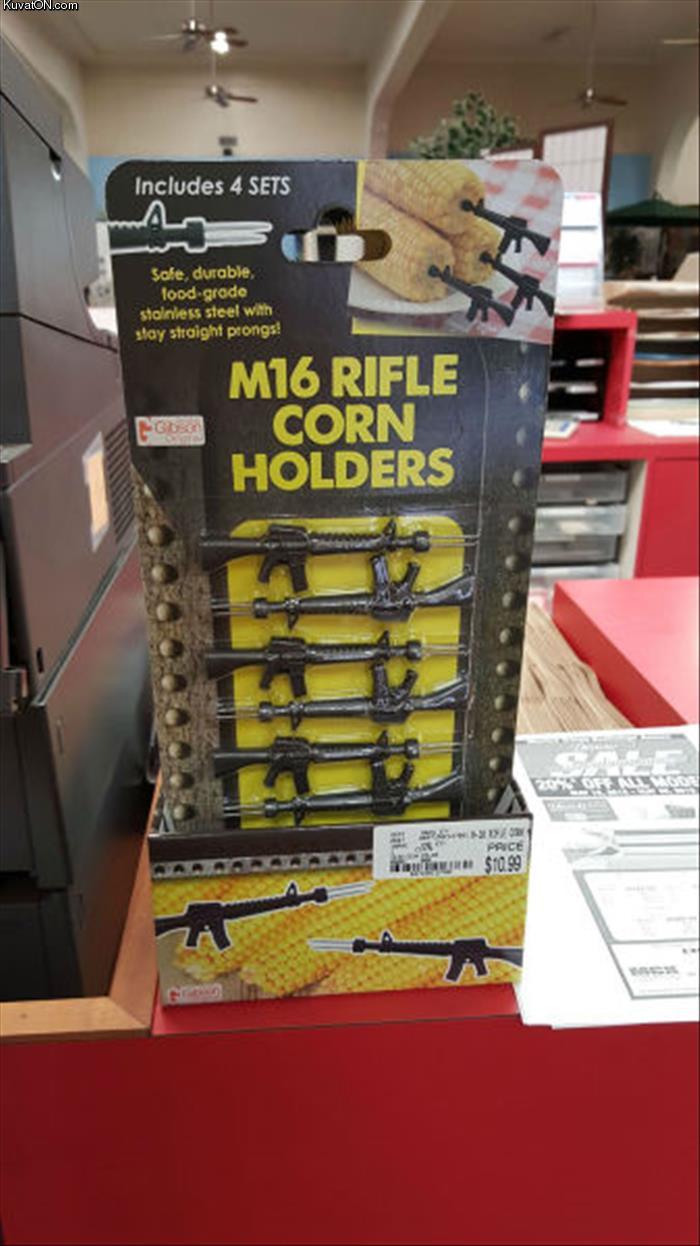 KuvatON.com
Includes 4 SETS
Safe, durable,
food-grade
stainless steel with
stay straight prongs!
M16 RIFLE
CORN
HOLDERS
Gibson
PRICE
$10.99
Gibson
SALE
20% OFF ALL